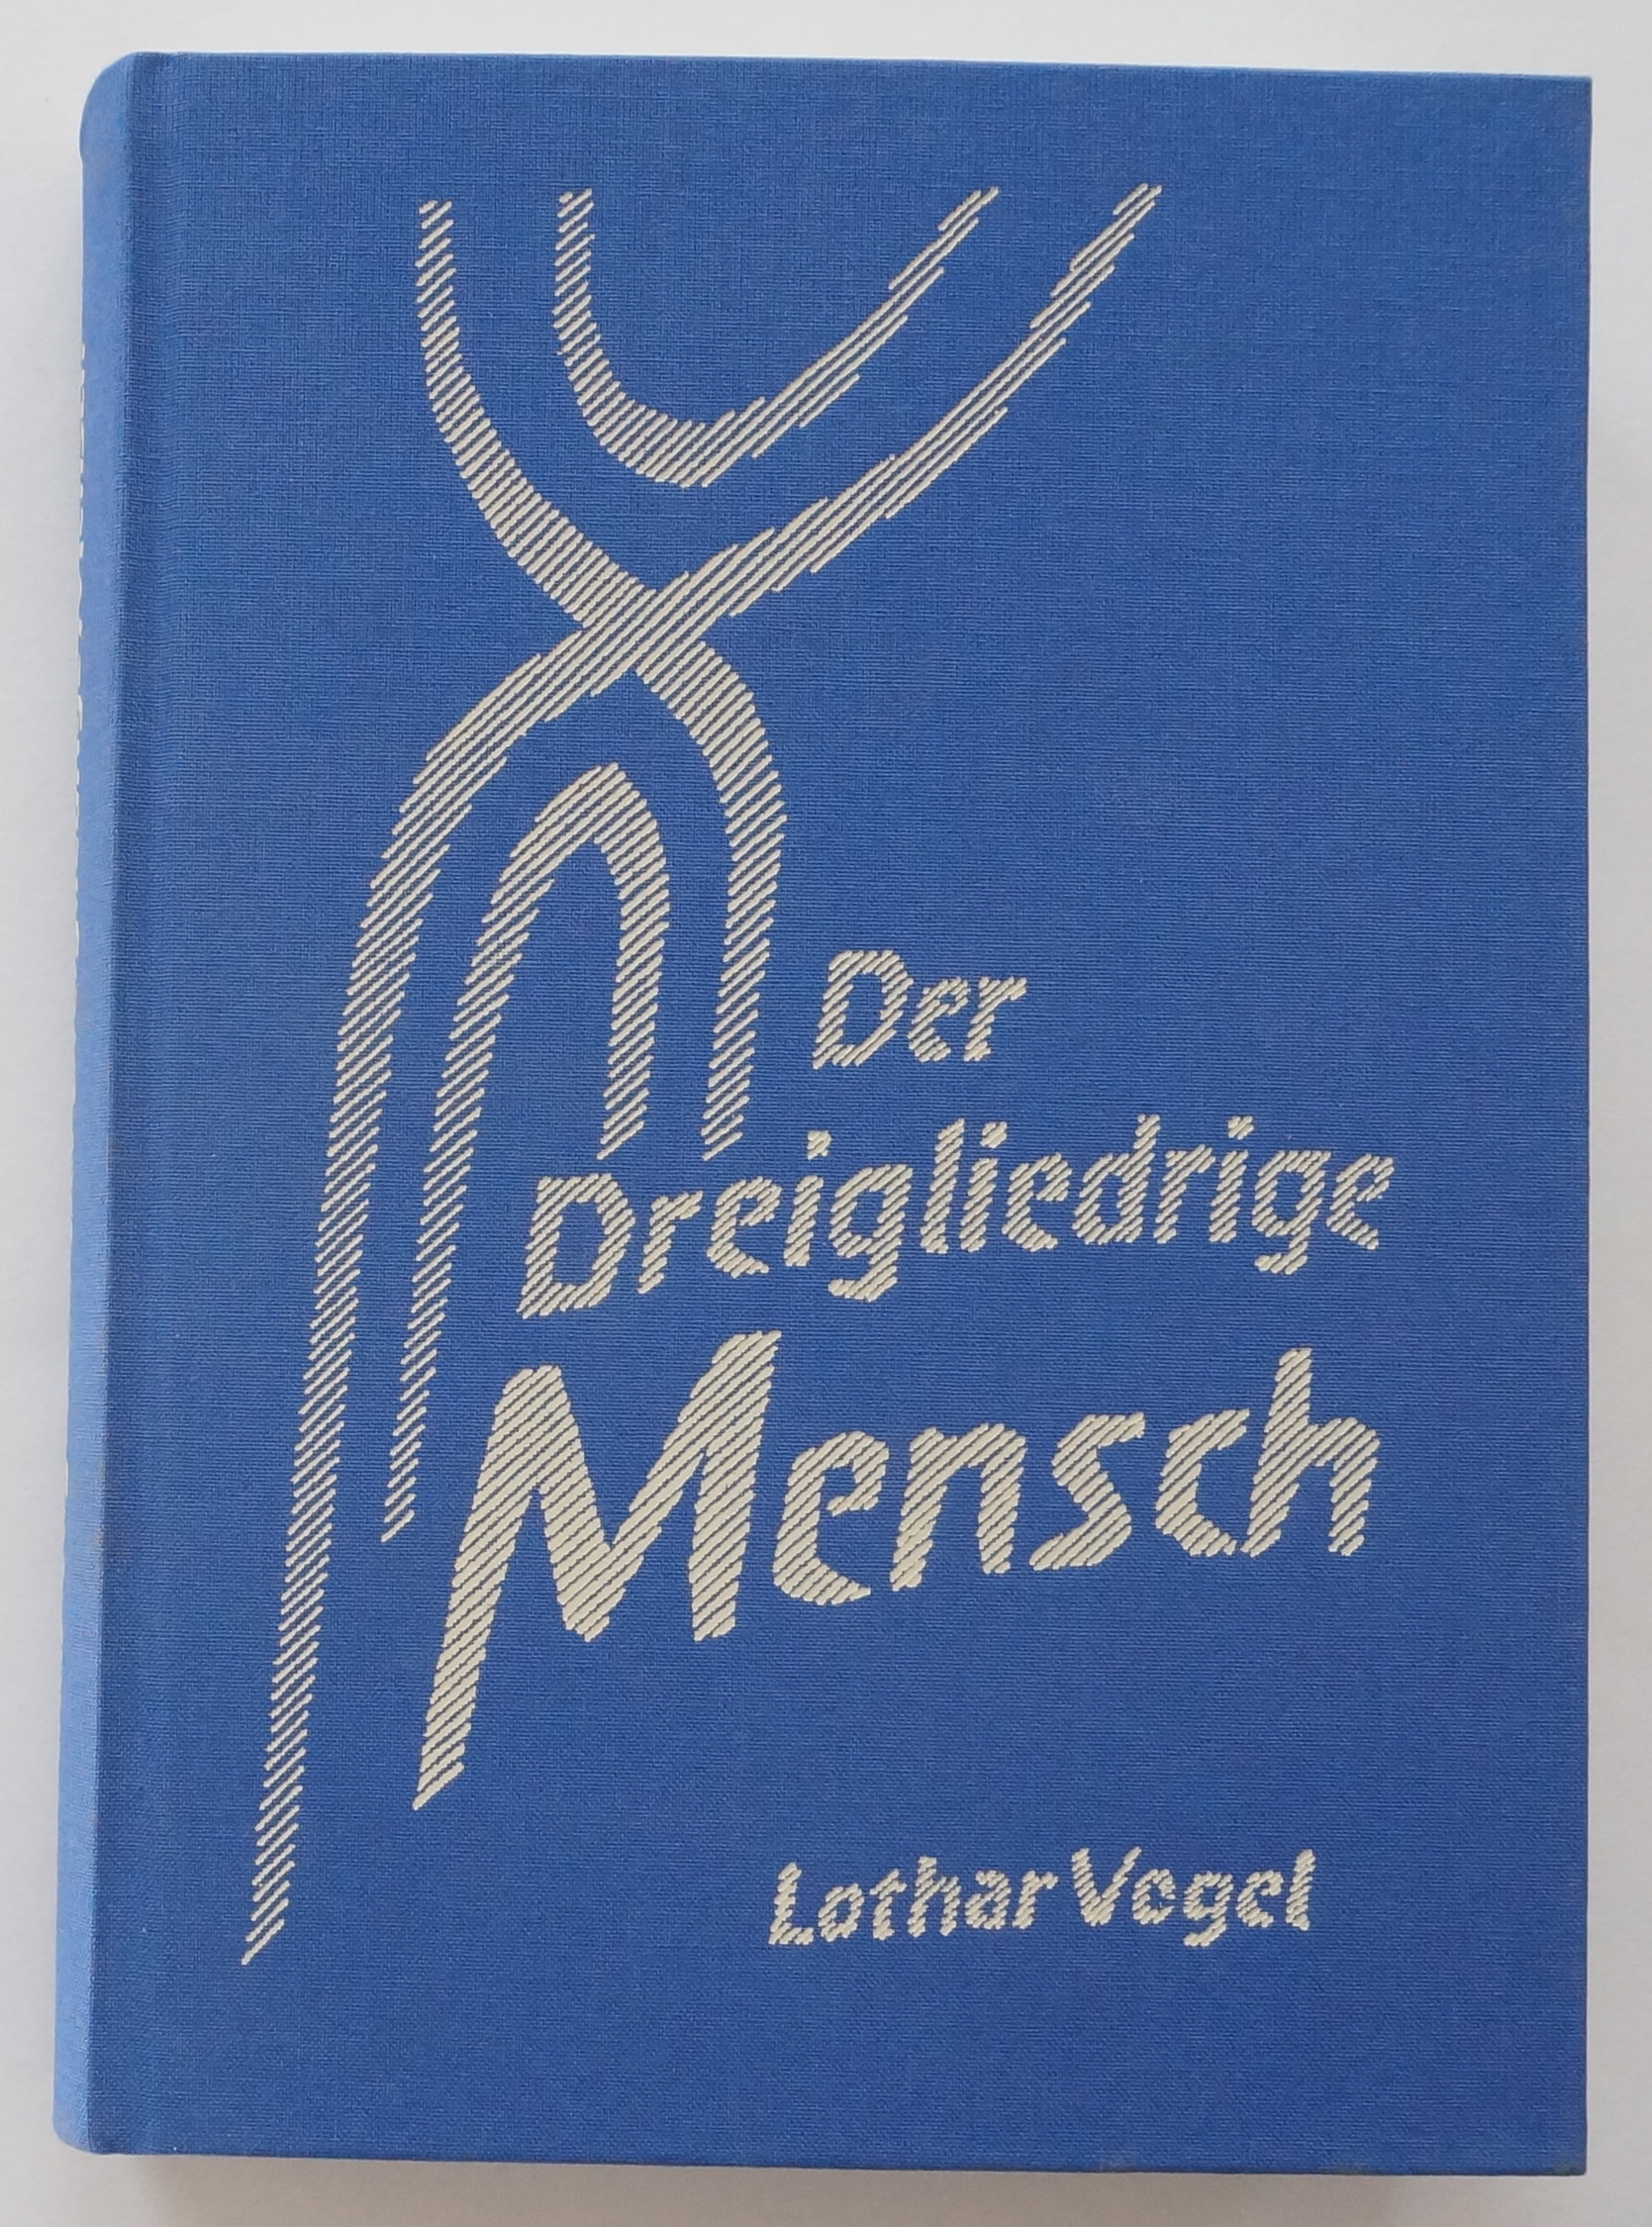 Der
Dreigliedrige
Mensch
Lothar Vogel